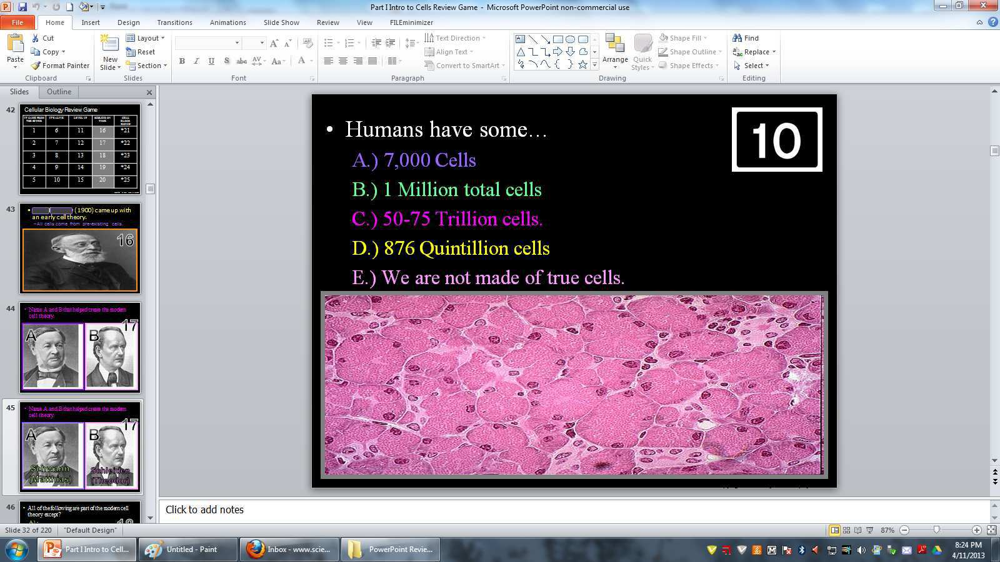 Part I Intro to Cells Review Game - Microsoft PowerPoint non-commercial use
File Home Insert Design Transitions Animations Slide Show Review View FILEminimizer
Cut
Copy
Format Painter
Paste
Clipboard
New
Slide
Layout
Reset
Section
Slides
B I U S abc AV Aa A
Font
Text Direction
Align Text
Convert to SmartArt
Paragraph
Arrange
Quick
Styles
Shape Fill
Shape Outline
Shape Effects
Drawing
Find
Replace
Select
Editing
Slides Outline
42
Cellular Biology Review Game
1 6 11 16 *21
2 7 12 17 *22
3 8 13 18 *23
4 9 14 19 *24
5 10 15 20 *25
43
(1900) came up with
an early cell theory.
–All cells come from pre-existing cells.
16
44
• Name A and B that helped create the modern
cell theory.
17
A B
45
• Name A and B that helped create the modern
cell theory.
17
A B
Schwann
(Matthias)
Schleiden
(Theodor)
46
• All of the following are part of the modern cell
theory except?
• Humans have some…
A.) 7,000 Cells
B.) 1 Million total cells
C.) 50-75 Trillion cells.
D.) 876 Quintillion cells
E.) We are not made of true cells.
10
Click to add notes
Slide 32 of 220 "Default Design" 87%
Part I Intro to Cell... Untitled - Paint Inbox - www.scie... PowerPoint Revie...
8:24 PM
4/11/2013